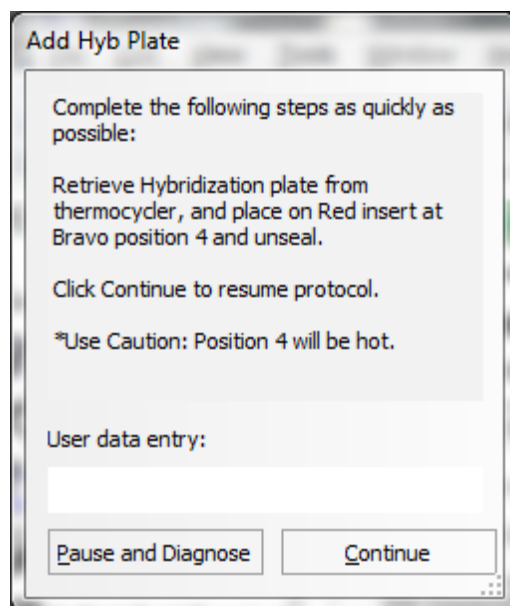 Add Hyb Plate
Complete the following steps as quickly as
possible:
Retrieve Hybridization plate from
thermocycler, and place on Red insert at
Bravo position 4 and unseal.
Click Continue to resume protocol.
*Use Caution: Position 4 will be hot.
User data entry:
Pause and Diagnose
Continue